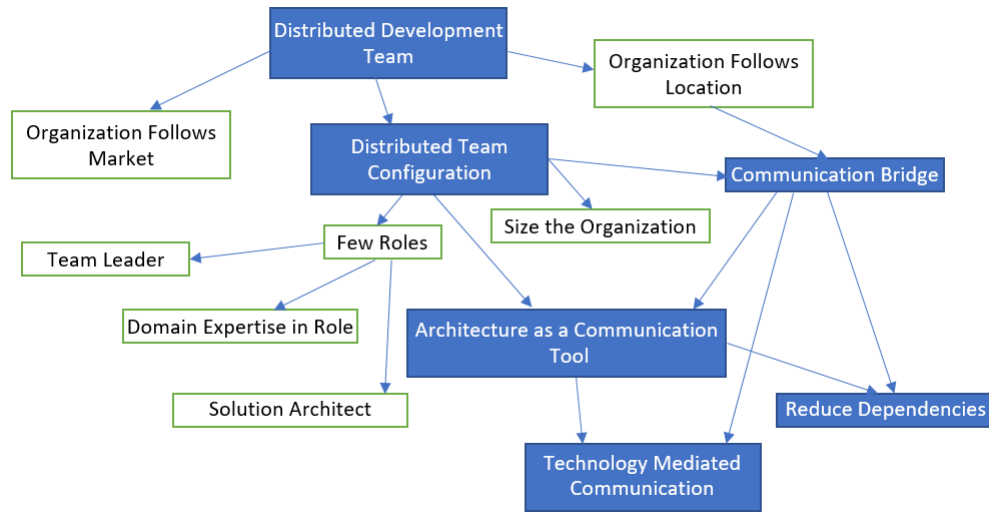 Distributed Development
Team
Organization Follows
Location
Organization Follows
Market
Distributed Team
Configuration
Communication Bridge
Size the Organization
Few Roles
Team Leader
Domain Expertise in Role
Architecture as a Communication
Tool
Solution Architect
Reduce Dependencies
Technology Mediated
Communication